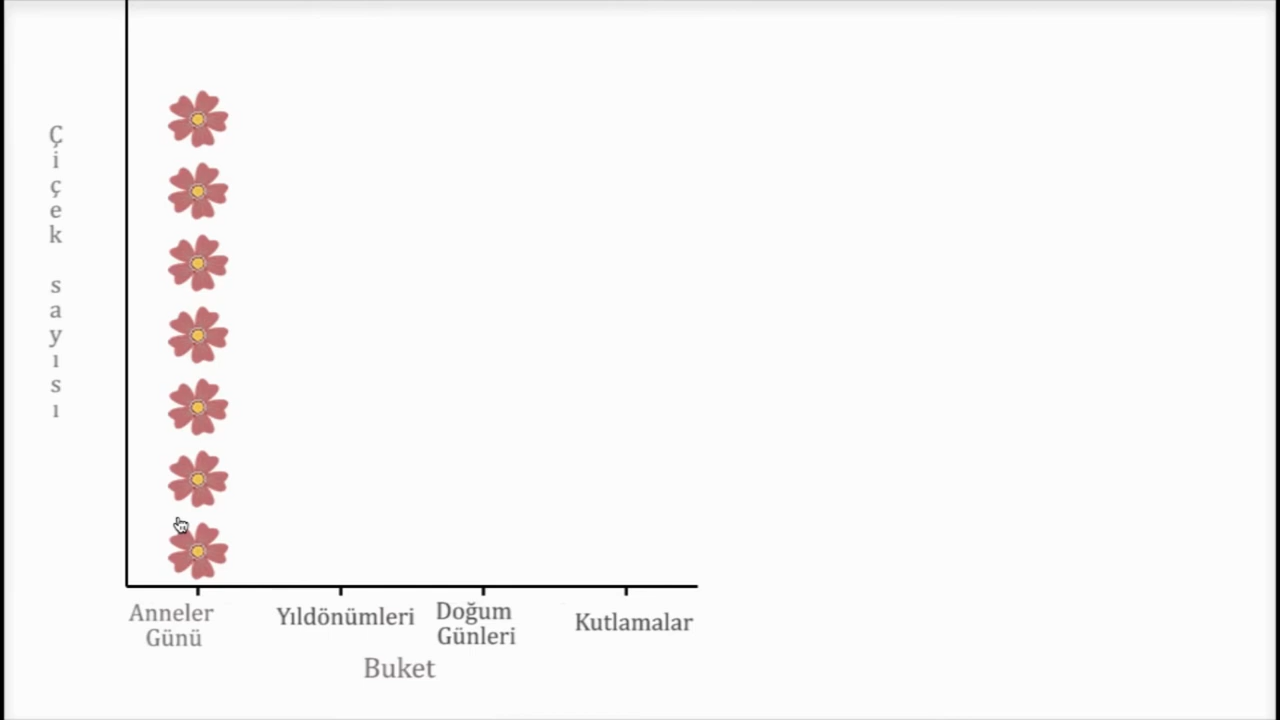 Çiçek sayısı
Anneler
Günü
Yıldönümleri
Doğum
Günleri
Kutlamalar
Buket